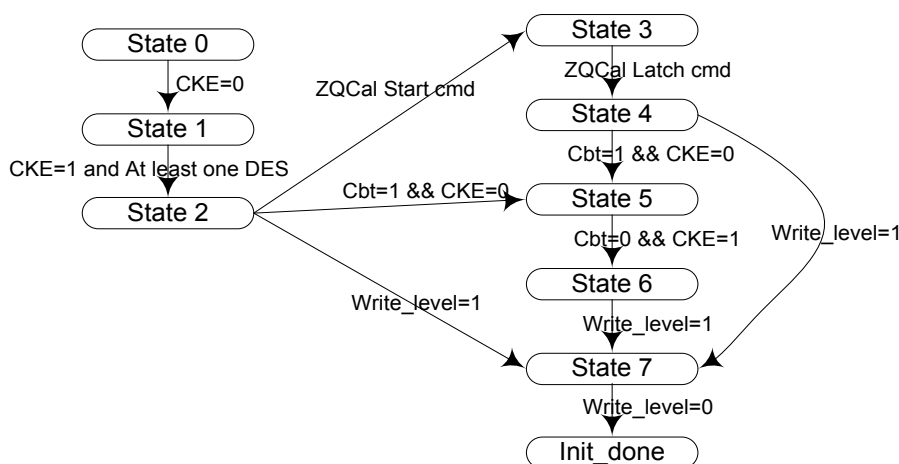 State 0
CKE=0
State 1
CKE=1 and At least one DES
State 2
ZQCal Start cmd
Cbt=1 && CKE=0
Write_level=1
State 3
ZQCal Latch cmd
State 4
Cbt=1 && CKE=0
State 5
Cbt=0 && CKE=1
Write_level=1
State 6
Write_level=1
State 7
Write_level=0
Init_done